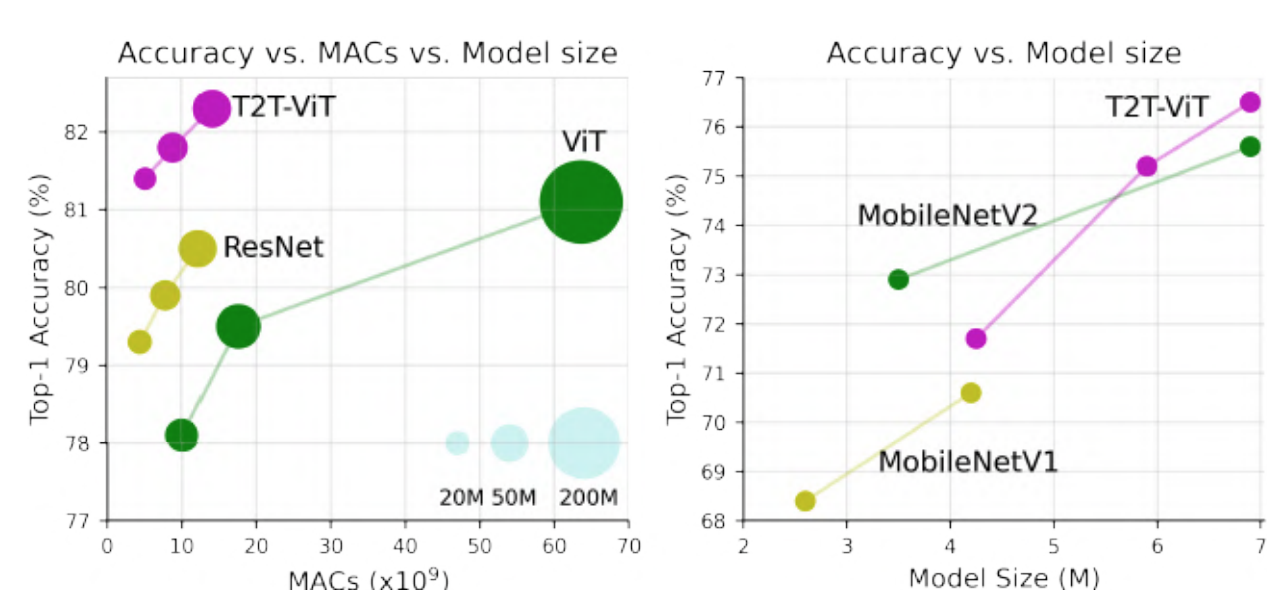 Accuracy vs. MACs vs. Model size
Top-1 Accuracy (%)
82
81
80
79
78
77
T2T-ViT
ViT
ResNet
20M 50M 200M
0 10 20 30 40 50 60 70
MACs (x10⁹)
Accuracy vs. Model size
Top-1 Accuracy (%)
77
76
75
74
73
72
71
70
69
68
T2T-ViT
MobileNetV2
MobileNetV1
2 3 4 5 6 7
Model Size (M)